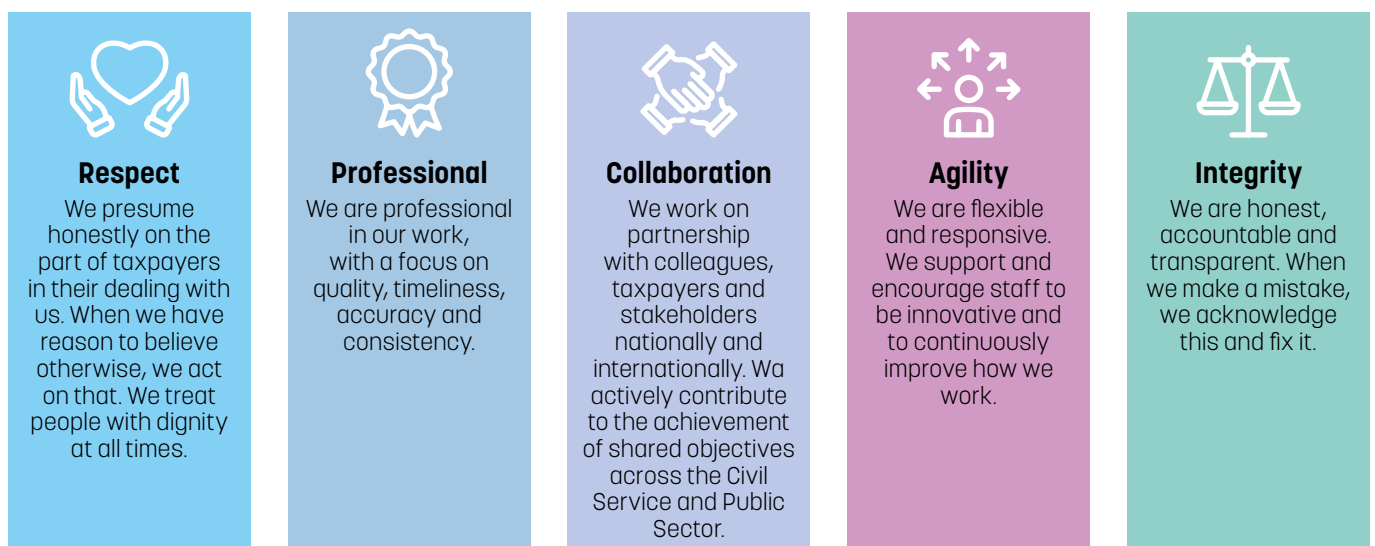 Respect
We presume
honestly on the
part of taxpayers
in their dealing with
us. When we have
reason to believe
otherwise, we act
on that. We treat
people with dignity
at all times.
Professional
We are professional
in our work,
with a focus on
quality, timeliness,
accuracy and
consistency.
Collaboration
We work on
partnership
with colleagues,
taxpayers and
stakeholders
nationally and
internationally. Wa
actively contribute
to the achievement
of shared objectives
across the Civil
Service and Public
Sector.
Agility
We are flexible
and responsive.
We support and
encourage staff to
be innovative and
to continuously
improve how we
work.
Integrity
We are honest,
accountable and
transparent. When
we make a mistake,
we acknowledge
this and fix it.